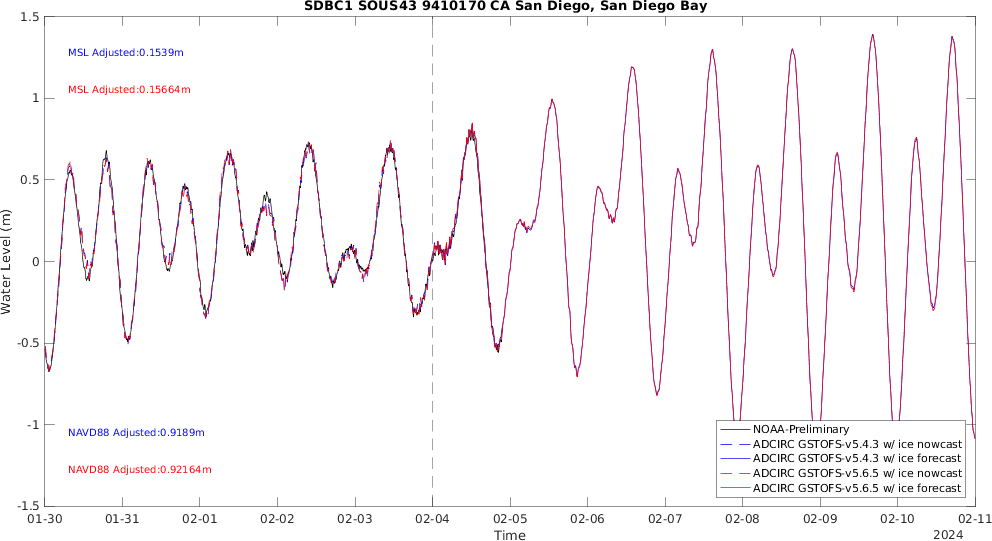 SDBC1 SOUS43 9410170 CA San Diego, San Diego Bay
1.5
MSL Adjusted:0.1539m
MSL Adjusted:0.15664m
1
0.5
0
-0.5
-1
-1.5
Water Level (m)
NAVD88 Adjusted:0.9189m
NAVD88 Adjusted:0.92164m
NOAA-Preliminary
ADCIRC GSTOFS-v5.4.3 w/ ice nowcast
ADCIRC GSTOFS-v5.4.3 w/ ice forecast
ADCIRC GSTOFS-v5.6.5 w/ ice nowcast
ADCIRC GSTOFS-v5.6.5 w/ ice forecast
01-30 01-31 02-01 02-02 02-03 02-04 02-05 02-06 02-07 02-08 02-09 02-10 02-11
Time
2024